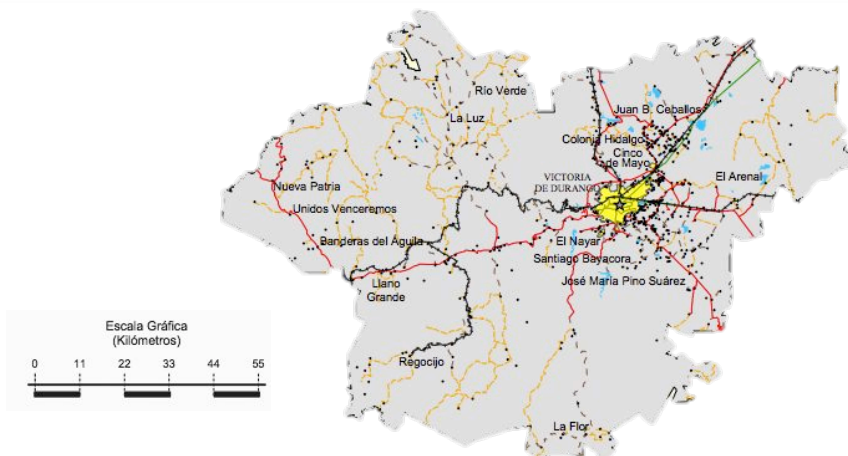 Río Verde
Juan B. Ceballos
La Luz
Colonia Hidalgo
Cinco
de Mayo
VICTORIA
DE DURANGO
El Arenal
Nueva Patria
Unidos Venceremos
Banderas del Aguila
El Nayar
Santiago Bayacora
José María Pino Suárez
Llano
Grande
Escala Gráfica
(Kilómetros)
0 11 22 33 44 55
Regocijo
La Flor